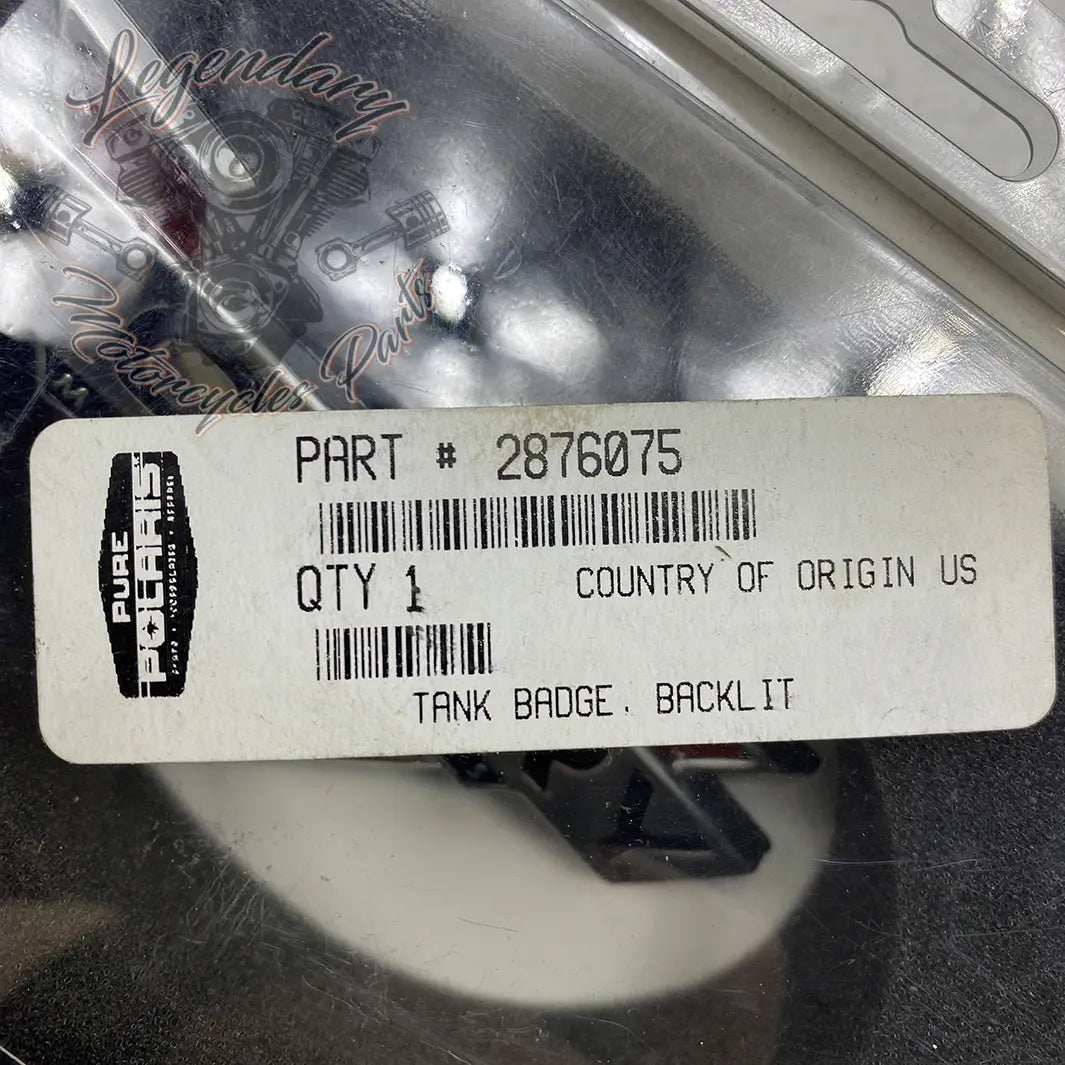 Legendary
Motorcycles Parts
PART # 2876075
PURE
POLARIS
QTY 1
COUNTRY OF ORIGIN US
TANK BADGE. BACKLIT